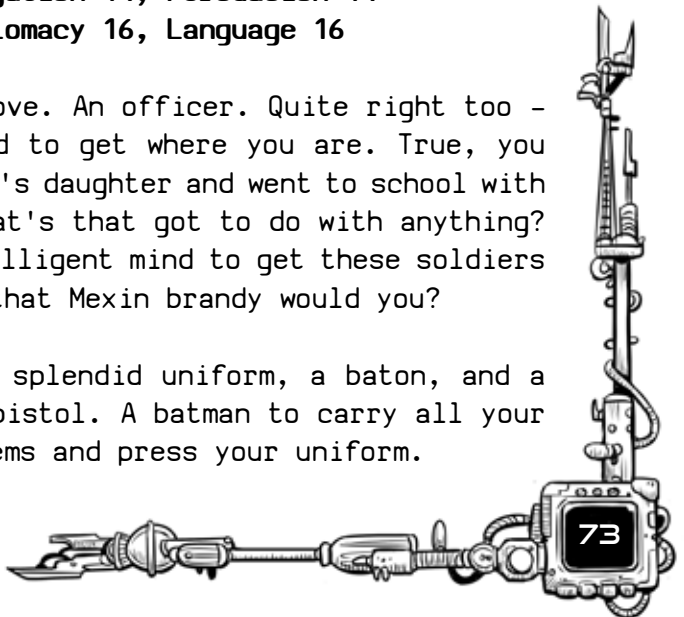 14, Persuasion 14
lomacy 16, Language 16
ove. An officer. Quite right too -
d to get where you are. True, you
's daughter and went to school with
at's that got to do with anything?
lligent mind to get these soldiers
that Mexin brandy would you?
splendid uniform, a baton, and a
pistol. A batman to carry all your
ems and press your uniform.
73